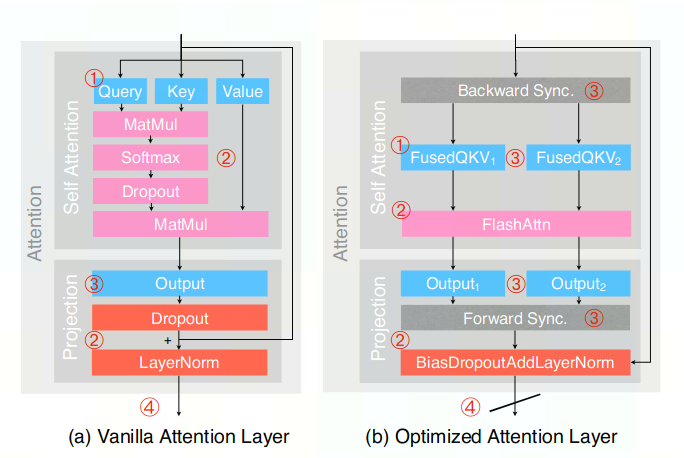 Attention
Self Attention
①
Query
Key
Value
MatMul
Softmax
②
Dropout
MatMul
Projection
③
Output
Dropout
②
+
LayerNorm
④
(a) Vanilla Attention Layer
Attention
Self Attention
Backward Sync. ③
①
FusedQKV₁
③
FusedQKV₂
②
FlashAttn
Projection
Output₁
③
Output₂
Forward Sync. ③
②
BiasDropoutAddLayerNorm
④
(b) Optimized Attention Layer